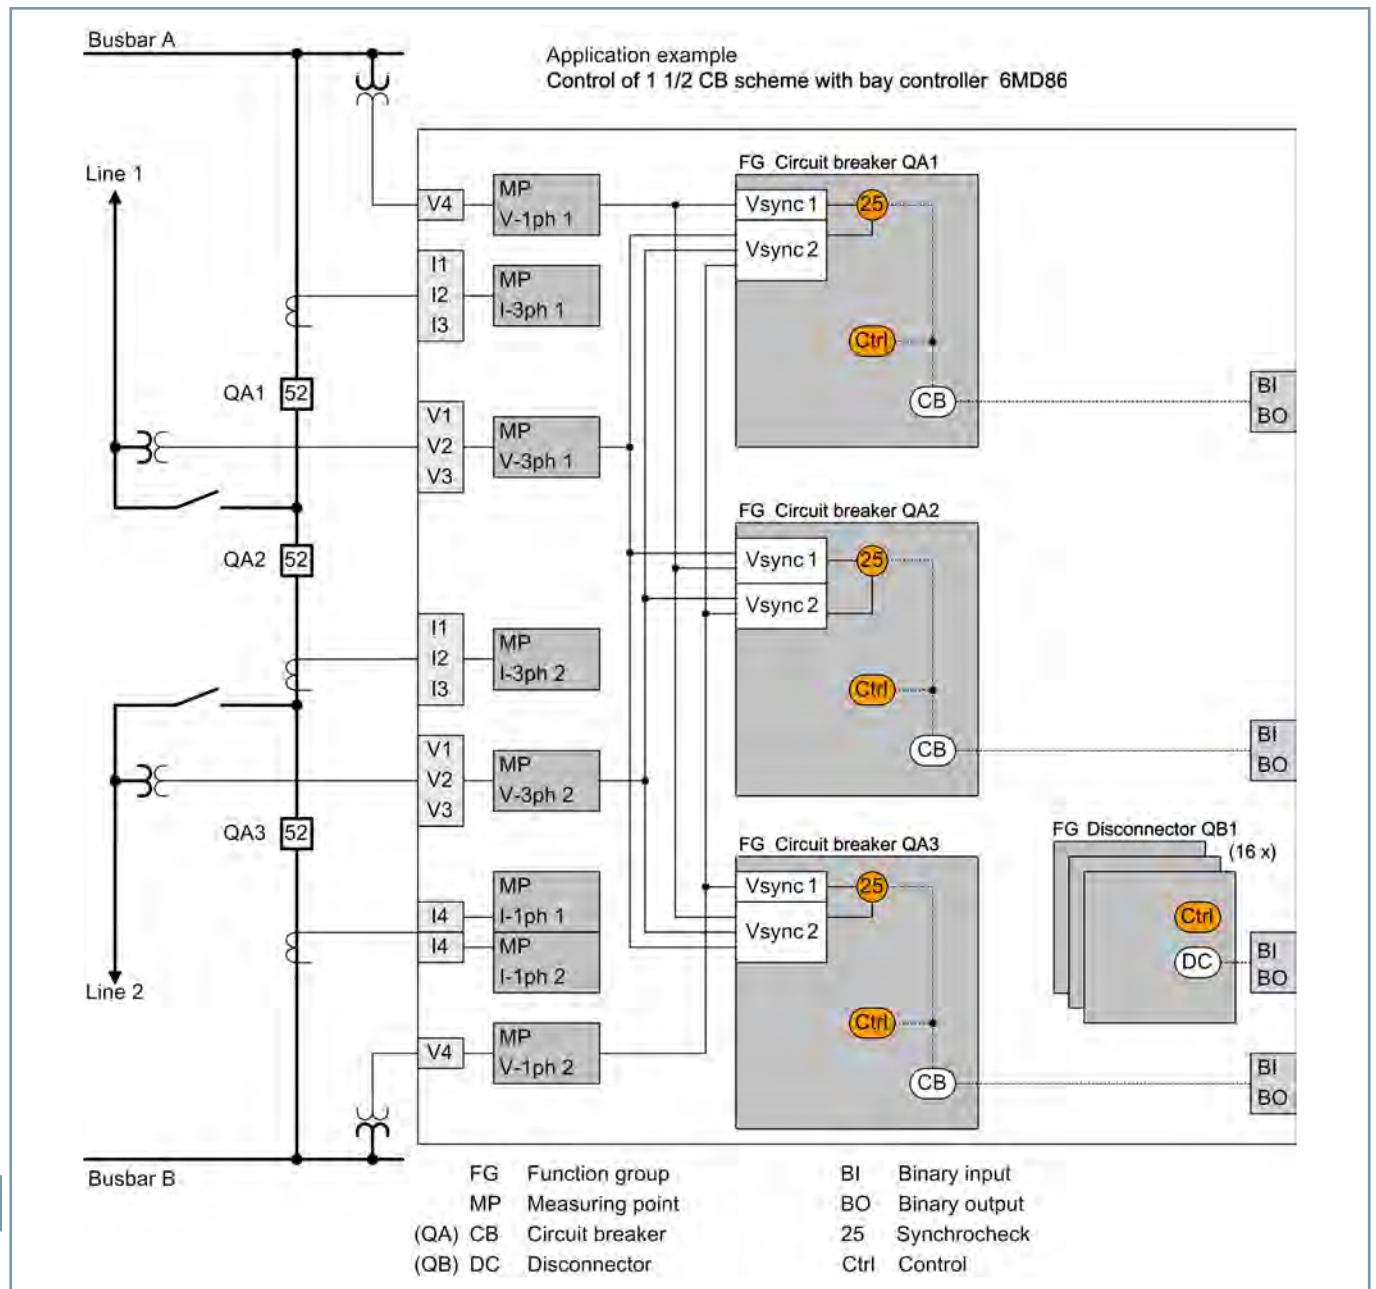 Busbar A
Application example
Control of 1 1/2 CB scheme with bay controller 6MD86
Line 1
V4
MP
V-1ph 1
I1
I2
I3
MP
I-3ph 1
QA1
52
V1
V2
V3
MP
V-3ph 1
QA2
52
I1
I2
I3
MP
I-3ph 2
V1
V2
V3
MP
V-3ph 2
QA3
52
I4
MP
I-1ph 1
I4
MP
I-1ph 2
Line 2
V4
MP
V-1ph 2
Busbar B
FG Circuit breaker QA1
Vsync 1
25
Vsync 2
Ctrl
CB
BI
BO
FG Circuit breaker QA2
Vsync 1
25
Vsync 2
Ctrl
CB
BI
BO
FG Circuit breaker QA3
Vsync 1
25
Vsync 2
Ctrl
CB
BI
BO
FG Disconnector QB1
(16 x)
Ctrl
DC
BI
BO
FG Function group
MP Measuring point
(QA) CB Circuit breaker
(QB) DC Disconnector
BI Binary input
BO Binary output
25 Synchrocheck
Ctrl Control